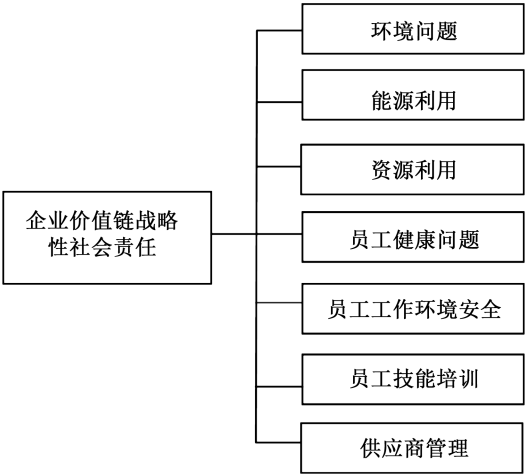 环境问题
能源利用
资源利用
企业价值链战略
性社会责任
员工健康问题
员工工作环境安全
员工技能培训
供应商管理